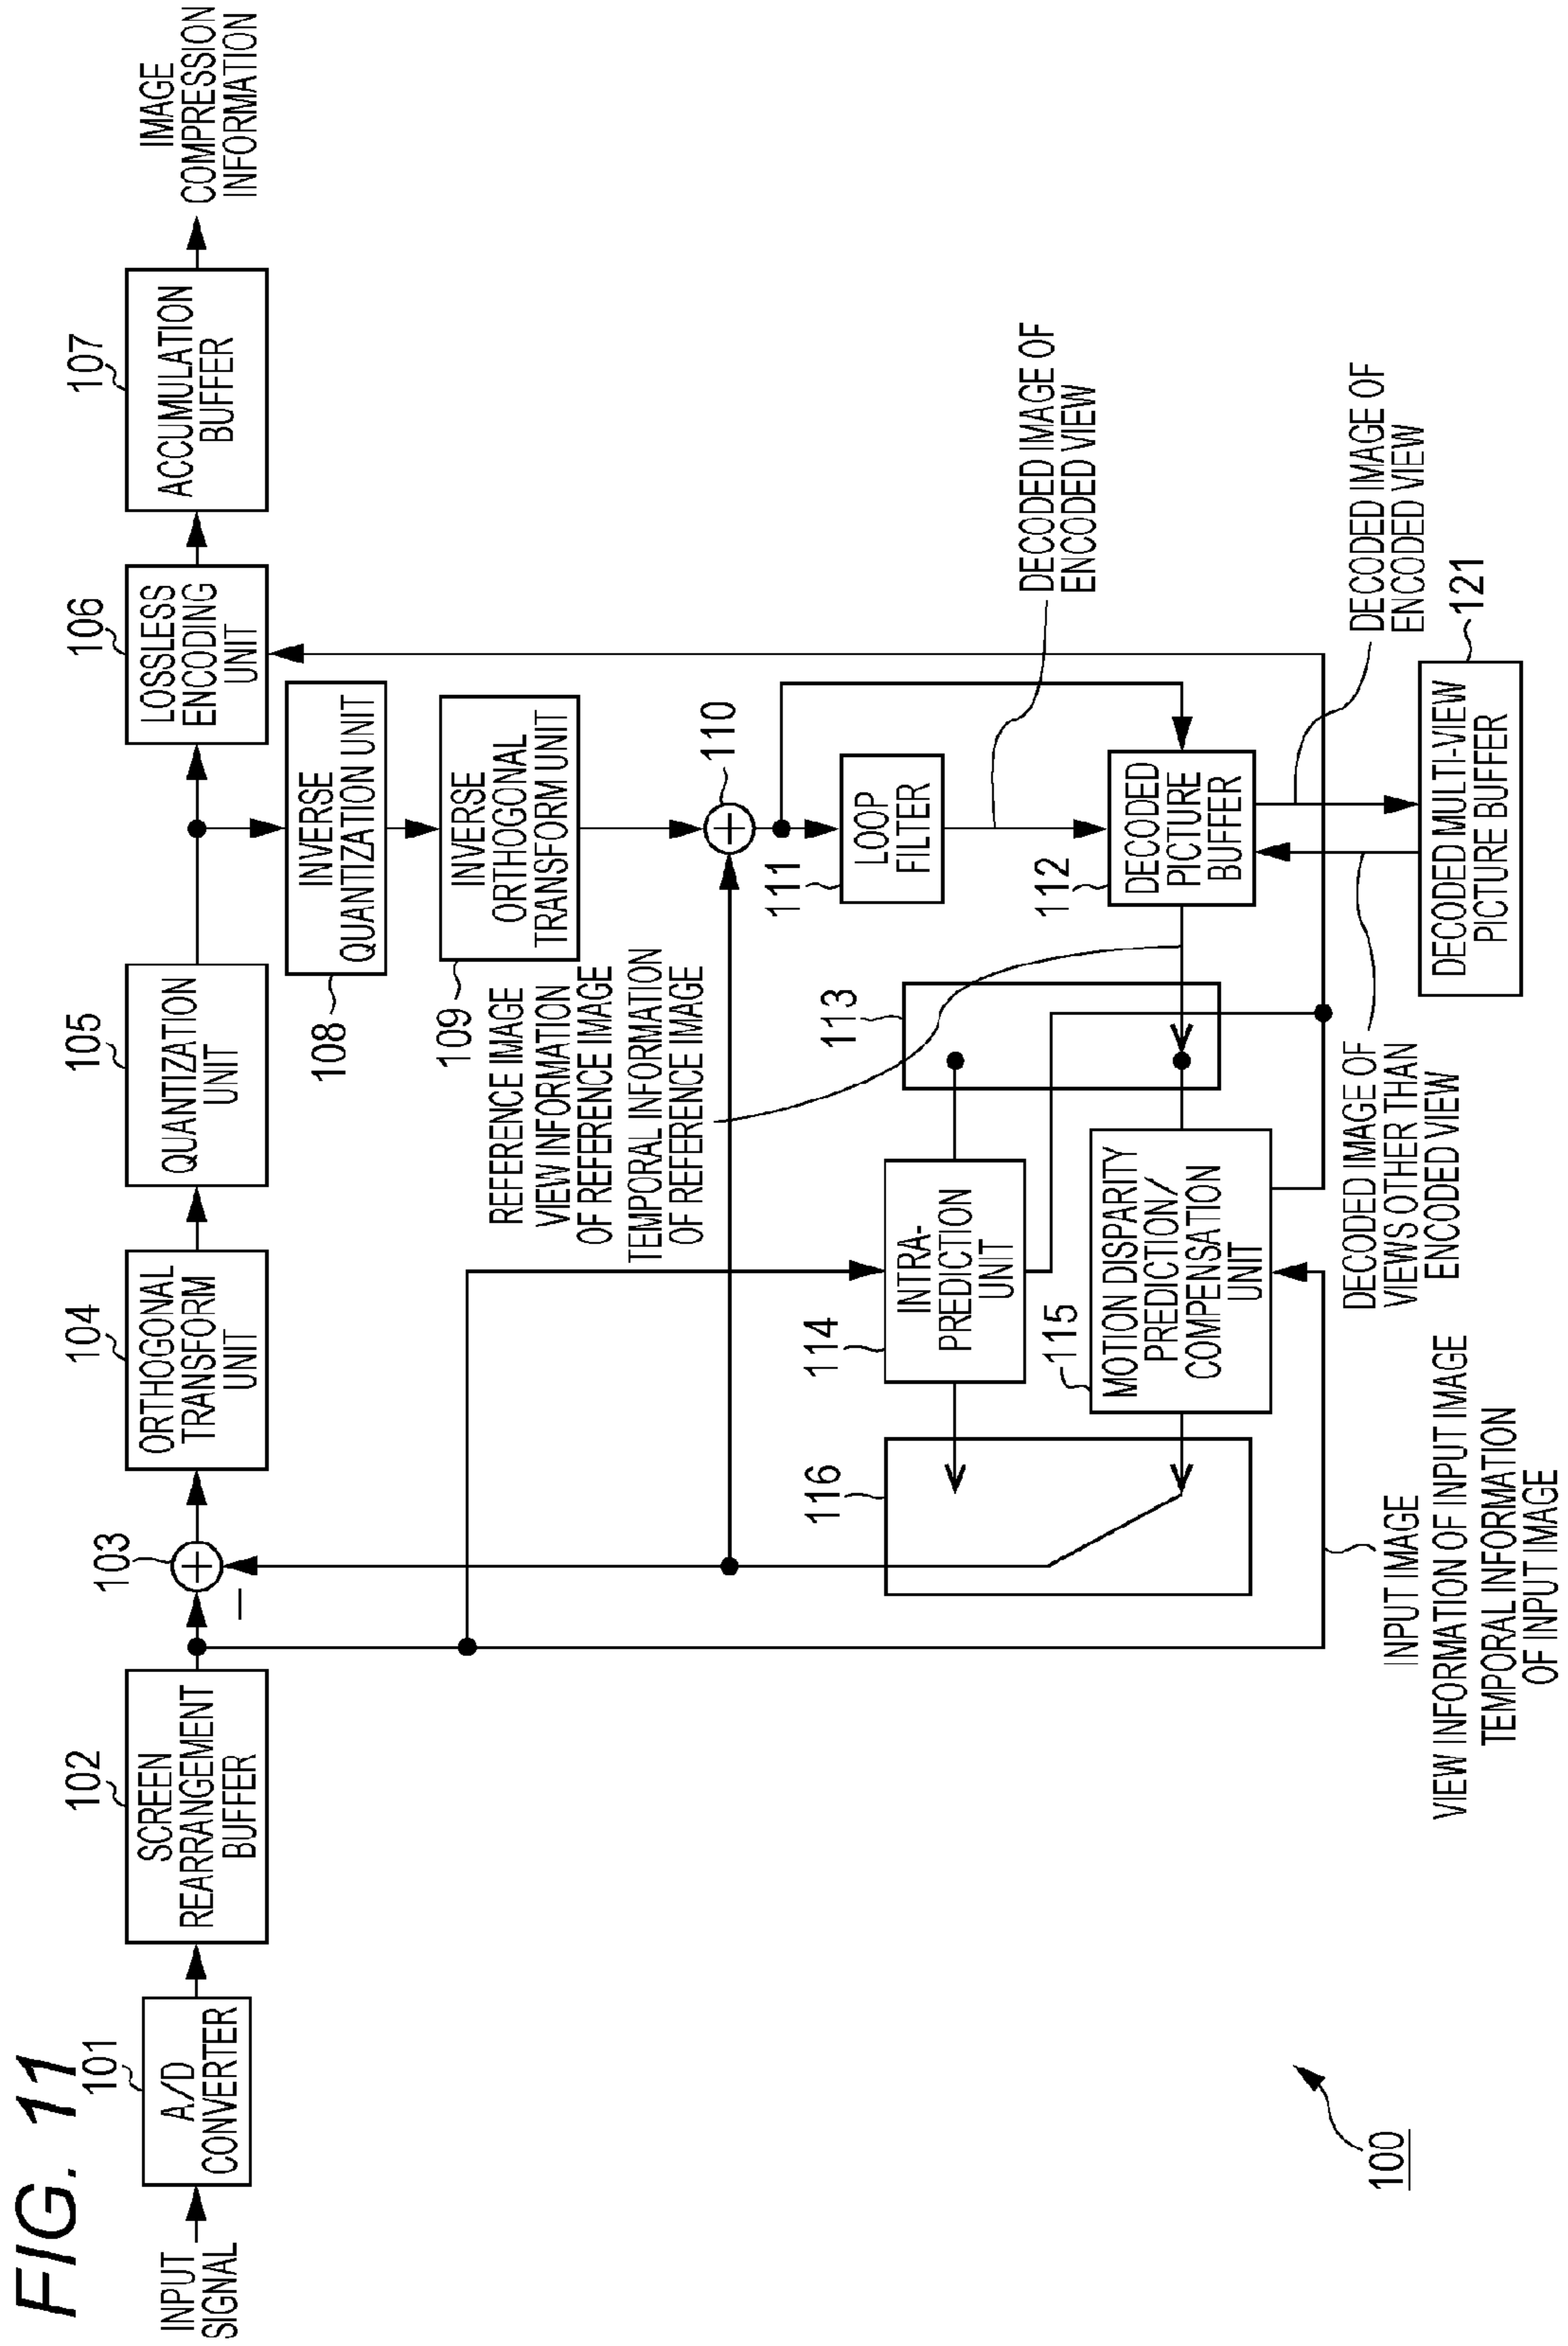 FIG. 11
INPUT
SIGNAL
101
A/D
CONVERTER
102
SCREEN
REARRANGEMENT
BUFFER
103
−
104
ORTHOGONAL
TRANSFORM
UNIT
105
QUANTIZATION
UNIT
106
LOSSLESS
ENCODING
UNIT
107
ACCUMULATION
BUFFER
IMAGE
COMPRESSION
INFORMATION
108
INVERSE
QUANTIZATION UNIT
109
INVERSE
ORTHOGONAL
TRANSFORM UNIT
REFERENCE IMAGE
VIEW INFORMATION
OF REFERENCE IMAGE
TEMPORAL INFORMATION
OF REFERENCE IMAGE
110
111
LOOP
FILTER
DECODED IMAGE OF
ENCODED VIEW
112
DECODED
PICTURE
BUFFER
113
114
INTRA-
PREDICTION
UNIT
115
MOTION DISPARITY
PREDICTION/
COMPENSATION
UNIT
116
DECODED IMAGE OF
ENCODED VIEW
121
DECODED MULTI-VIEW
PICTURE BUFFER
DECODED IMAGE OF
VIEWS OTHER THAN
ENCODED VIEW
INPUT IMAGE
VIEW INFORMATION OF INPUT IMAGE
TEMPORAL INFORMATION
OF INPUT IMAGE
100